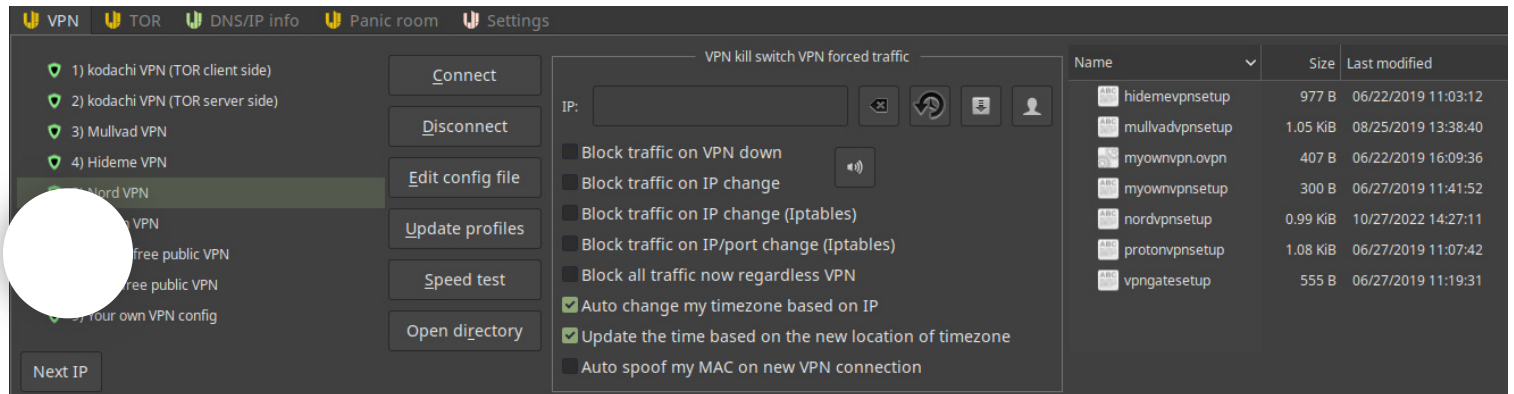 VPN TOR DNS/IP info Panic room Settings
1) kodachi VPN (TOR client side)
2) kodachi VPN (TOR server side)
3) Mullvad VPN
4) Hideme VPN
Nord VPN
VPN
free public VPN
free public VPN
Your own VPN config
Next IP
Connect
Disconnect
Edit config file
Update profiles
Speed test
Open directory
VPN kill switch VPN forced traffic
IP:
Block traffic on VPN down
Block traffic on IP change
Block traffic on IP change (Iptables)
Block traffic on IP/port change (Iptables)
Block all traffic now regardless VPN
Auto change my timezone based on IP
Update the time based on the new location of timezone
Auto spoof my MAC on new VPN connection
Name Size Last modified
hidemevpnsetup 977 B 06/22/2019 11:03:12
mullvadvpnsetup 1.05 KiB 08/25/2019 13:38:40
myownvpn.ovpn 407 B 06/22/2019 16:09:36
myownvpnsetup 300 B 06/27/2019 11:41:52
nordvpnsetup 0.99 KiB 10/27/2022 14:27:11
protonvpnsetup 1.08 KiB 06/27/2019 11:07:42
vpngatesetup 555 B 06/27/2019 11:19:31